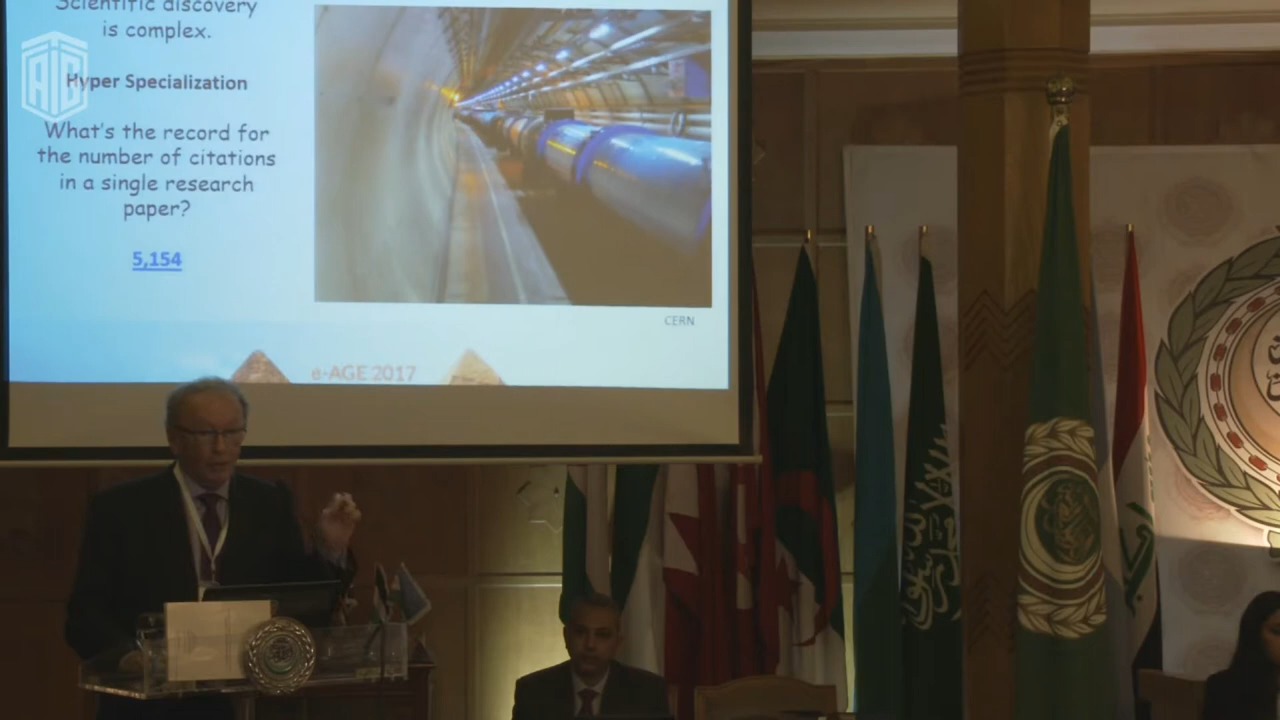 Scientific discovery
is complex.
Hyper Specialization
What's the record for
the number of citations
in a single research
paper?
5,154
CERN
e-AGE 2017
ATC